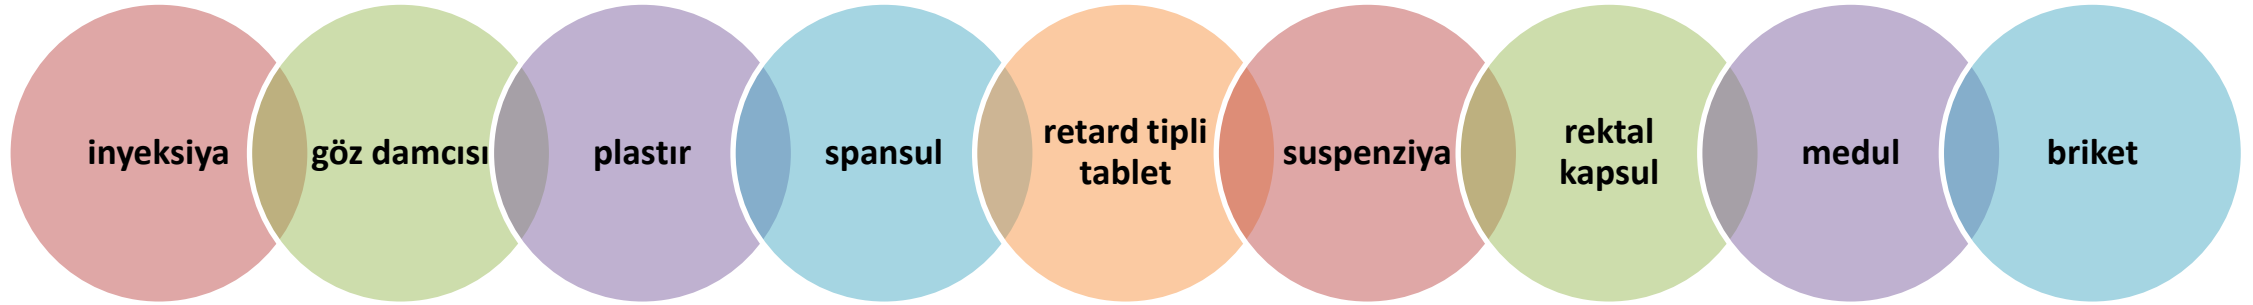 inyeksiya
göz damcısı
plastır
spansul
retard tipli
tablet
suspenziya
rektal
kapsul
medul
briket